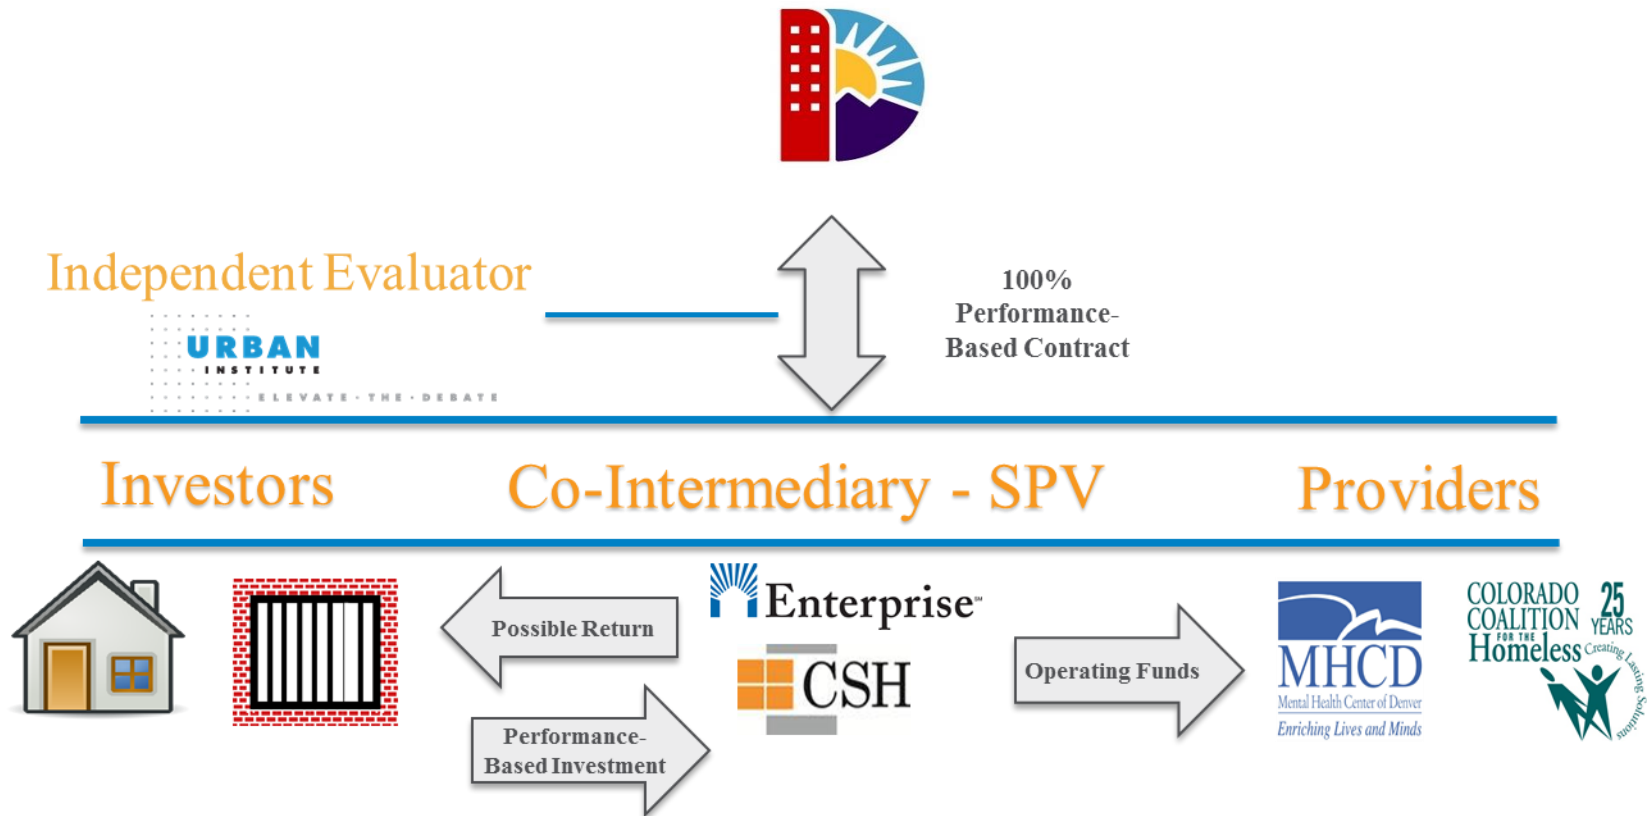 Independent Evaluator
URBAN
INSTITUTE
ELEVATE · THE · DEBATE
100%
Performance-
Based Contract
Investors
Co-Intermediary - SPV
Providers
Possible Return
Performance-
Based Investment
Enterprise℠
CSH
Operating Funds
MHCD
Mental Health Center of Denver
Enriching Lives and Minds
COLORADO
COALITION
FOR THE
Homeless
25
YEARS
Creating Lasting Solutions